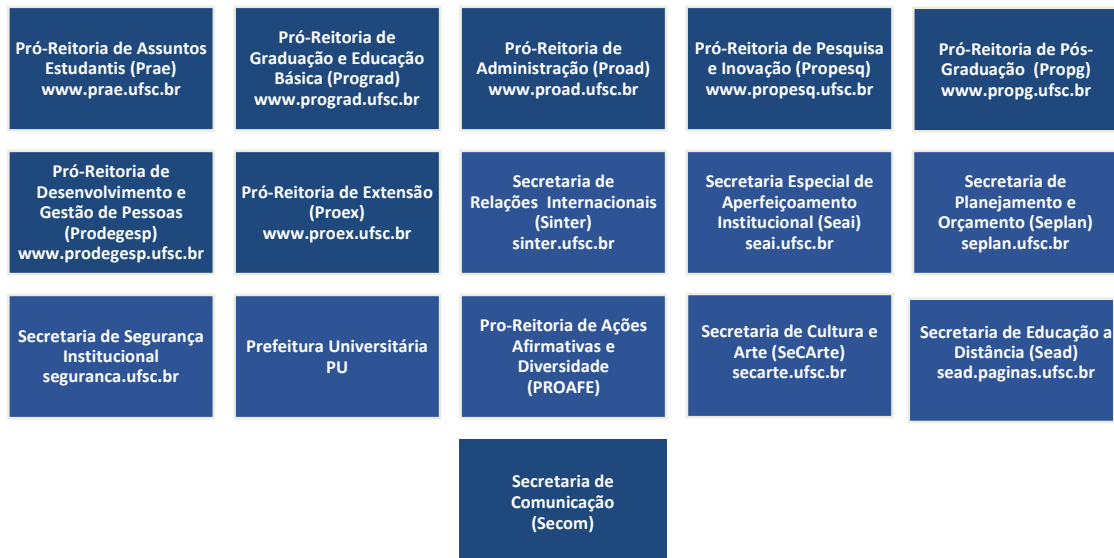 Pró-Reitoria de Assuntos
Estudantis (Prae)
www.prae.ufsc.br
Pró-Reitoria de
Graduação e Educação
Básica (Prograd)
www.prograd.ufsc.br
Pró-Reitoria de
Administração (Proad)
www.proad.ufsc.br
Pró-Reitoria de Pesquisa
e Inovação (Propesq)
www.propesq.ufsc.br
Pró-Reitoria de Pós-
Graduação (Propg)
www.propg.ufsc.br
Pró-Reitoria de
Desenvolvimento e
Gestão de Pessoas
(Prodegesp)
www.prodegesp.ufsc.br
Pró-Reitoria de Extensão
(Proex)
www.proex.ufsc.br
Secretaria de
Relações Internacionais
(Sinter)
sinter.ufsc.br
Secretaria Especial de
Aperfeiçoamento
Institucional (Seai)
seai.ufsc.br
Secretaria de
Planejamento e
Orçamento (Seplan)
seplan.ufsc.br
Secretaria de Segurança
Institucional
seguranca.ufsc.br
Prefeitura Universitária
PU
Pro-Reitoria de Ações
Afirmativas e
Diversidade
(PROAFE)
Secretaria de Cultura e
Arte (SeCArte)
secarte.ufsc.br
Secretaria de Educação a
Distância (Sead)
sead.paginas.ufsc.br
Secretaria de
Comunicação
(Secom)